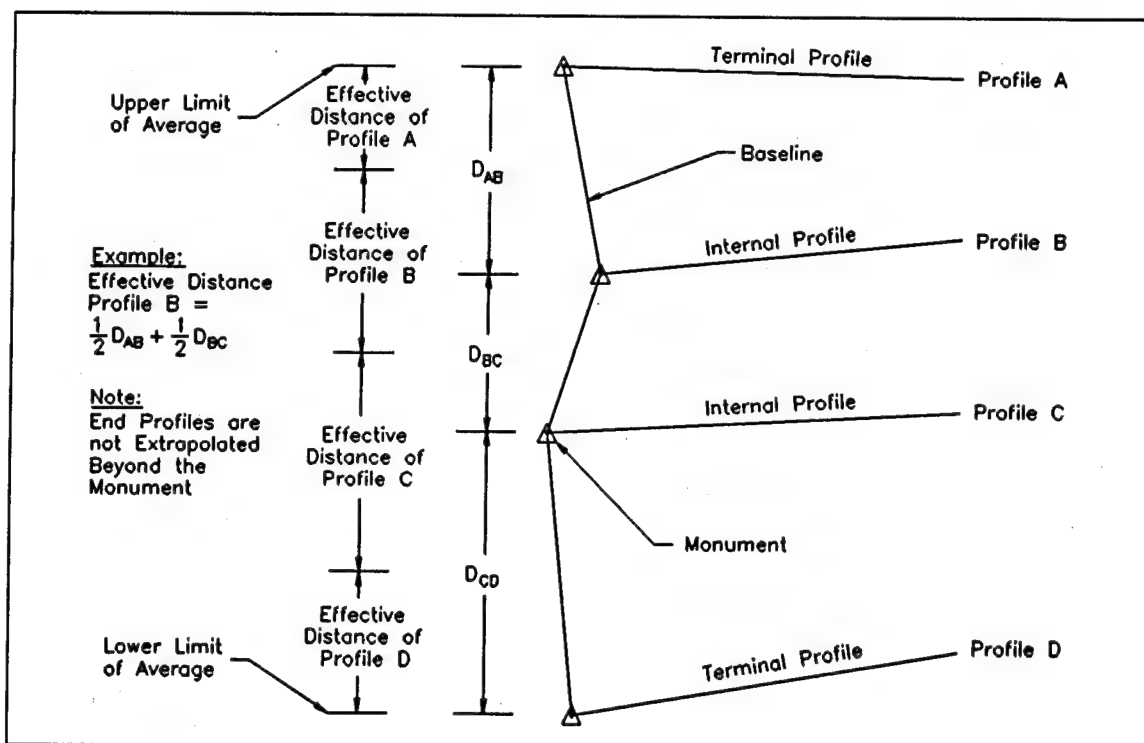 Upper Limit
of Average
Effective
Distance of
Profile A
D_AB
Terminal Profile
Profile A
Baseline
Effective
Distance of
Profile B
Internal Profile
Profile B
Example:
Effective Distance
Profile B =
1/2 D_AB + 1/2 D_BC
D_BC
Note:
End Profiles are
not Extrapolated
Beyond the
Monument
Effective
Distance of
Profile C
Internal Profile
Profile C
Monument
D_CD
Lower Limit
of Average
Effective
Distance of
Profile D
Terminal Profile
Profile D